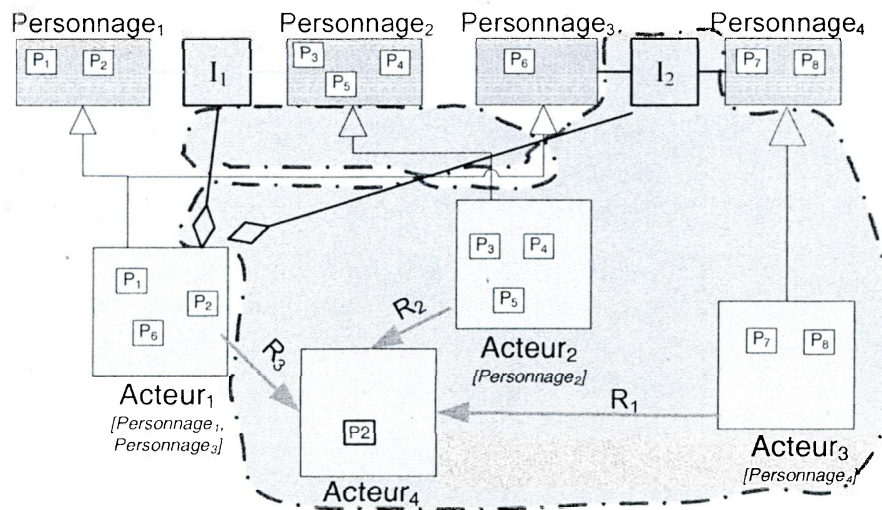 Personnage₁
Personnage₂
Personnage₃
Personnage₄
P₁
P₂
I₁
P₃
P₅
P₄
P₆
I₂
P₇
P₈
P₁
P₂
P₆
Acteur₁
[Personnage₁,
Personnage₃]
P₃
P₄
P₅
Acteur₂
[Personnage₂]
P₇
P₈
Acteur₃
[Personnage₄]
R₃
R₂
R₁
P2
Acteur₄